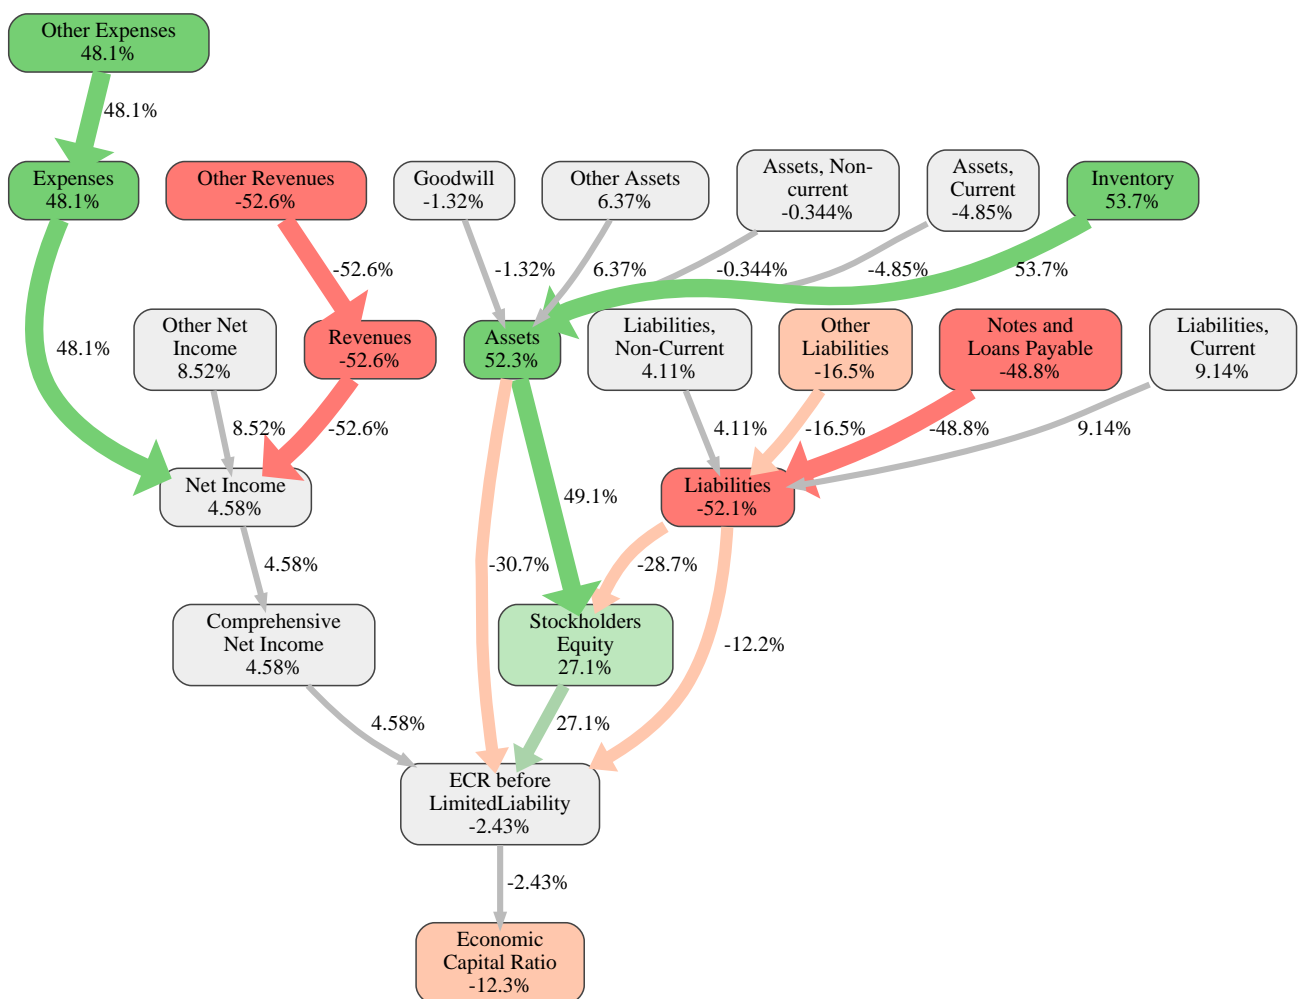 Other Expenses
48.1%
48.1%
Expenses
48.1%
Other Revenues
-52.6%
Goodwill
-1.32%
Other Assets
6.37%
Assets, Non-
current
-0.344%
Assets,
Current
-4.85%
Inventory
53.7%
-52.6%
-1.32%
6.37%
-0.344%
-4.85%
53.7%
48.1%
Other Net
Income
8.52%
Revenues
-52.6%
Assets
52.3%
Liabilities,
Non-Current
4.11%
Other
Liabilities
-16.5%
Notes and
Loans Payable
-48.8%
Liabilities,
Current
9.14%
8.52%
-52.6%
4.11%
-16.5%
-48.8%
9.14%
Net Income
4.58%
49.1%
Liabilities
-52.1%
4.58%
-30.7%
-28.7%
Comprehensive
Net Income
4.58%
Stockholders
Equity
27.1%
-12.2%
4.58%
27.1%
ECR before
LimitedLiability
-2.43%
-2.43%
Economic
Capital Ratio
-12.3%